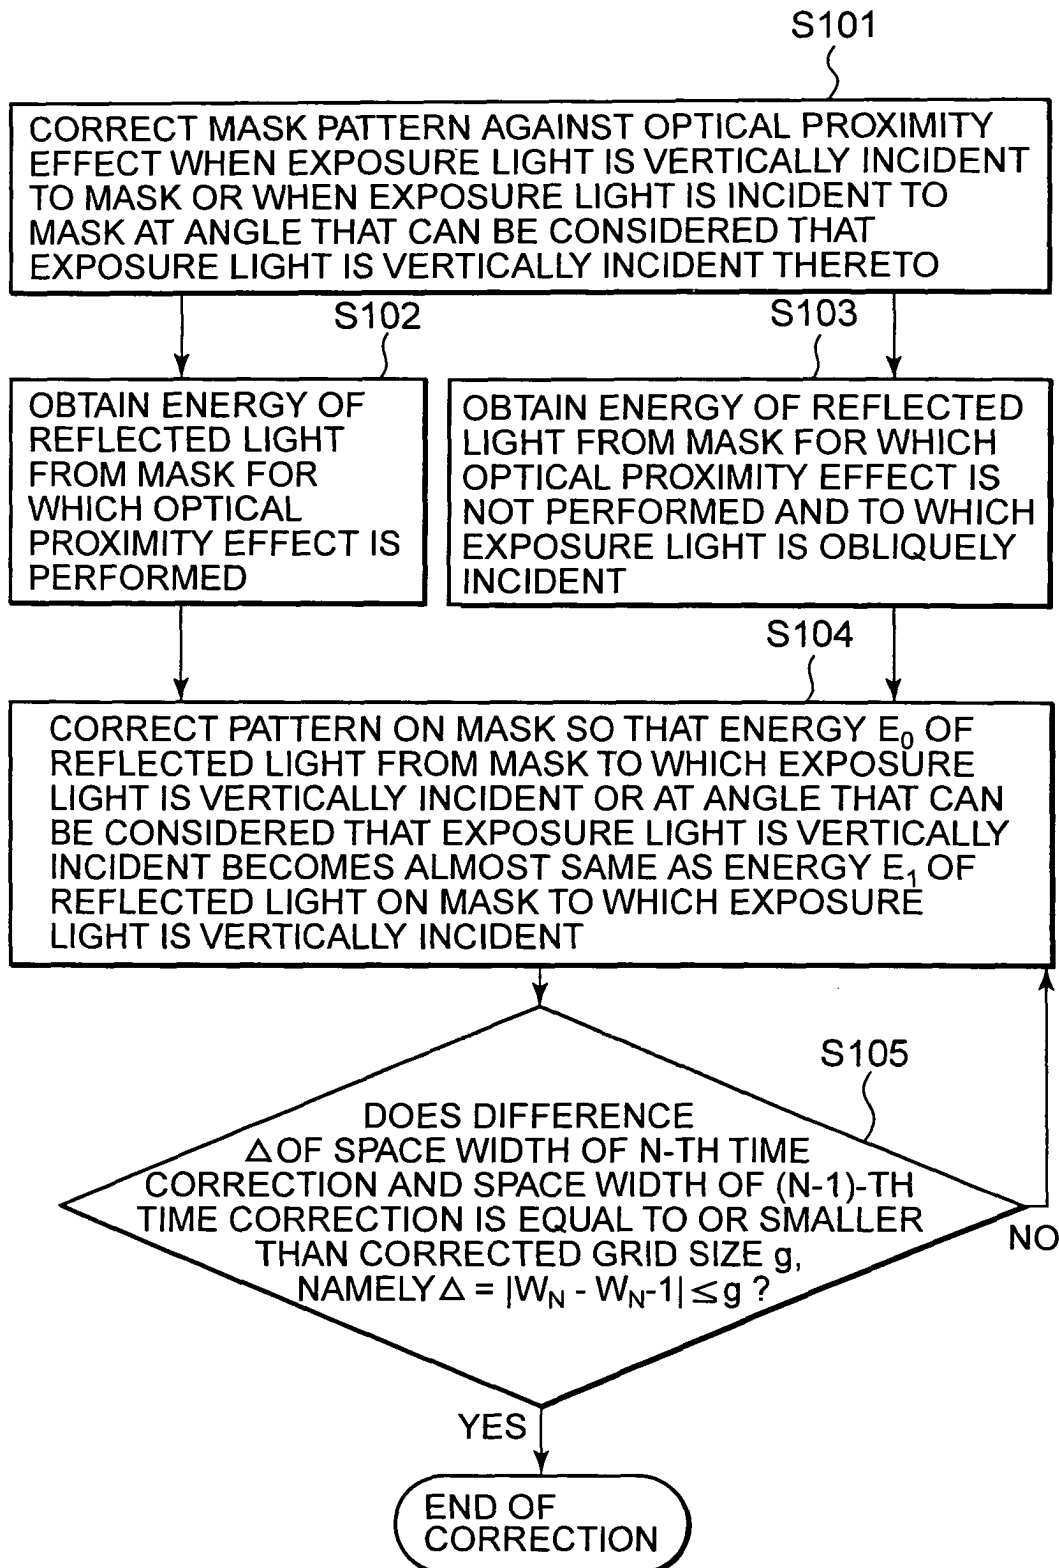 S101
CORRECT MASK PATTERN AGAINST OPTICAL PROXIMITY
EFFECT WHEN EXPOSURE LIGHT IS VERTICALLY INCIDENT
TO MASK OR WHEN EXPOSURE LIGHT IS INCIDENT TO
MASK AT ANGLE THAT CAN BE CONSIDERED THAT
EXPOSURE LIGHT IS VERTICALLY INCIDENT THERETO
S102
OBTAIN ENERGY OF
REFLECTED LIGHT
FROM MASK FOR
WHICH OPTICAL
PROXIMITY EFFECT IS
PERFORMED
S103
OBTAIN ENERGY OF REFLECTED
LIGHT FROM MASK FOR WHICH
OPTICAL PROXIMITY EFFECT IS
NOT PERFORMED AND TO WHICH
EXPOSURE LIGHT IS OBLIQUELY
INCIDENT
S104
CORRECT PATTERN ON MASK SO THAT ENERGY E₀ OF
REFLECTED LIGHT FROM MASK TO WHICH EXPOSURE
LIGHT IS VERTICALLY INCIDENT OR AT ANGLE THAT CAN
BE CONSIDERED THAT EXPOSURE LIGHT IS VERTICALLY
INCIDENT BECOMES ALMOST SAME AS ENERGY E₁ OF
REFLECTED LIGHT ON MASK TO WHICH EXPOSURE
LIGHT IS VERTICALLY INCIDENT
S105
DOES DIFFERENCE
△ OF SPACE WIDTH OF N-TH TIME
CORRECTION AND SPACE WIDTH OF (N-1)-TH
TIME CORRECTION IS EQUAL TO OR SMALLER
THAN CORRECTED GRID SIZE g,
NAMELY △ = |W_N - W_N-1| ≤ g ?
NO
YES
END OF
CORRECTION